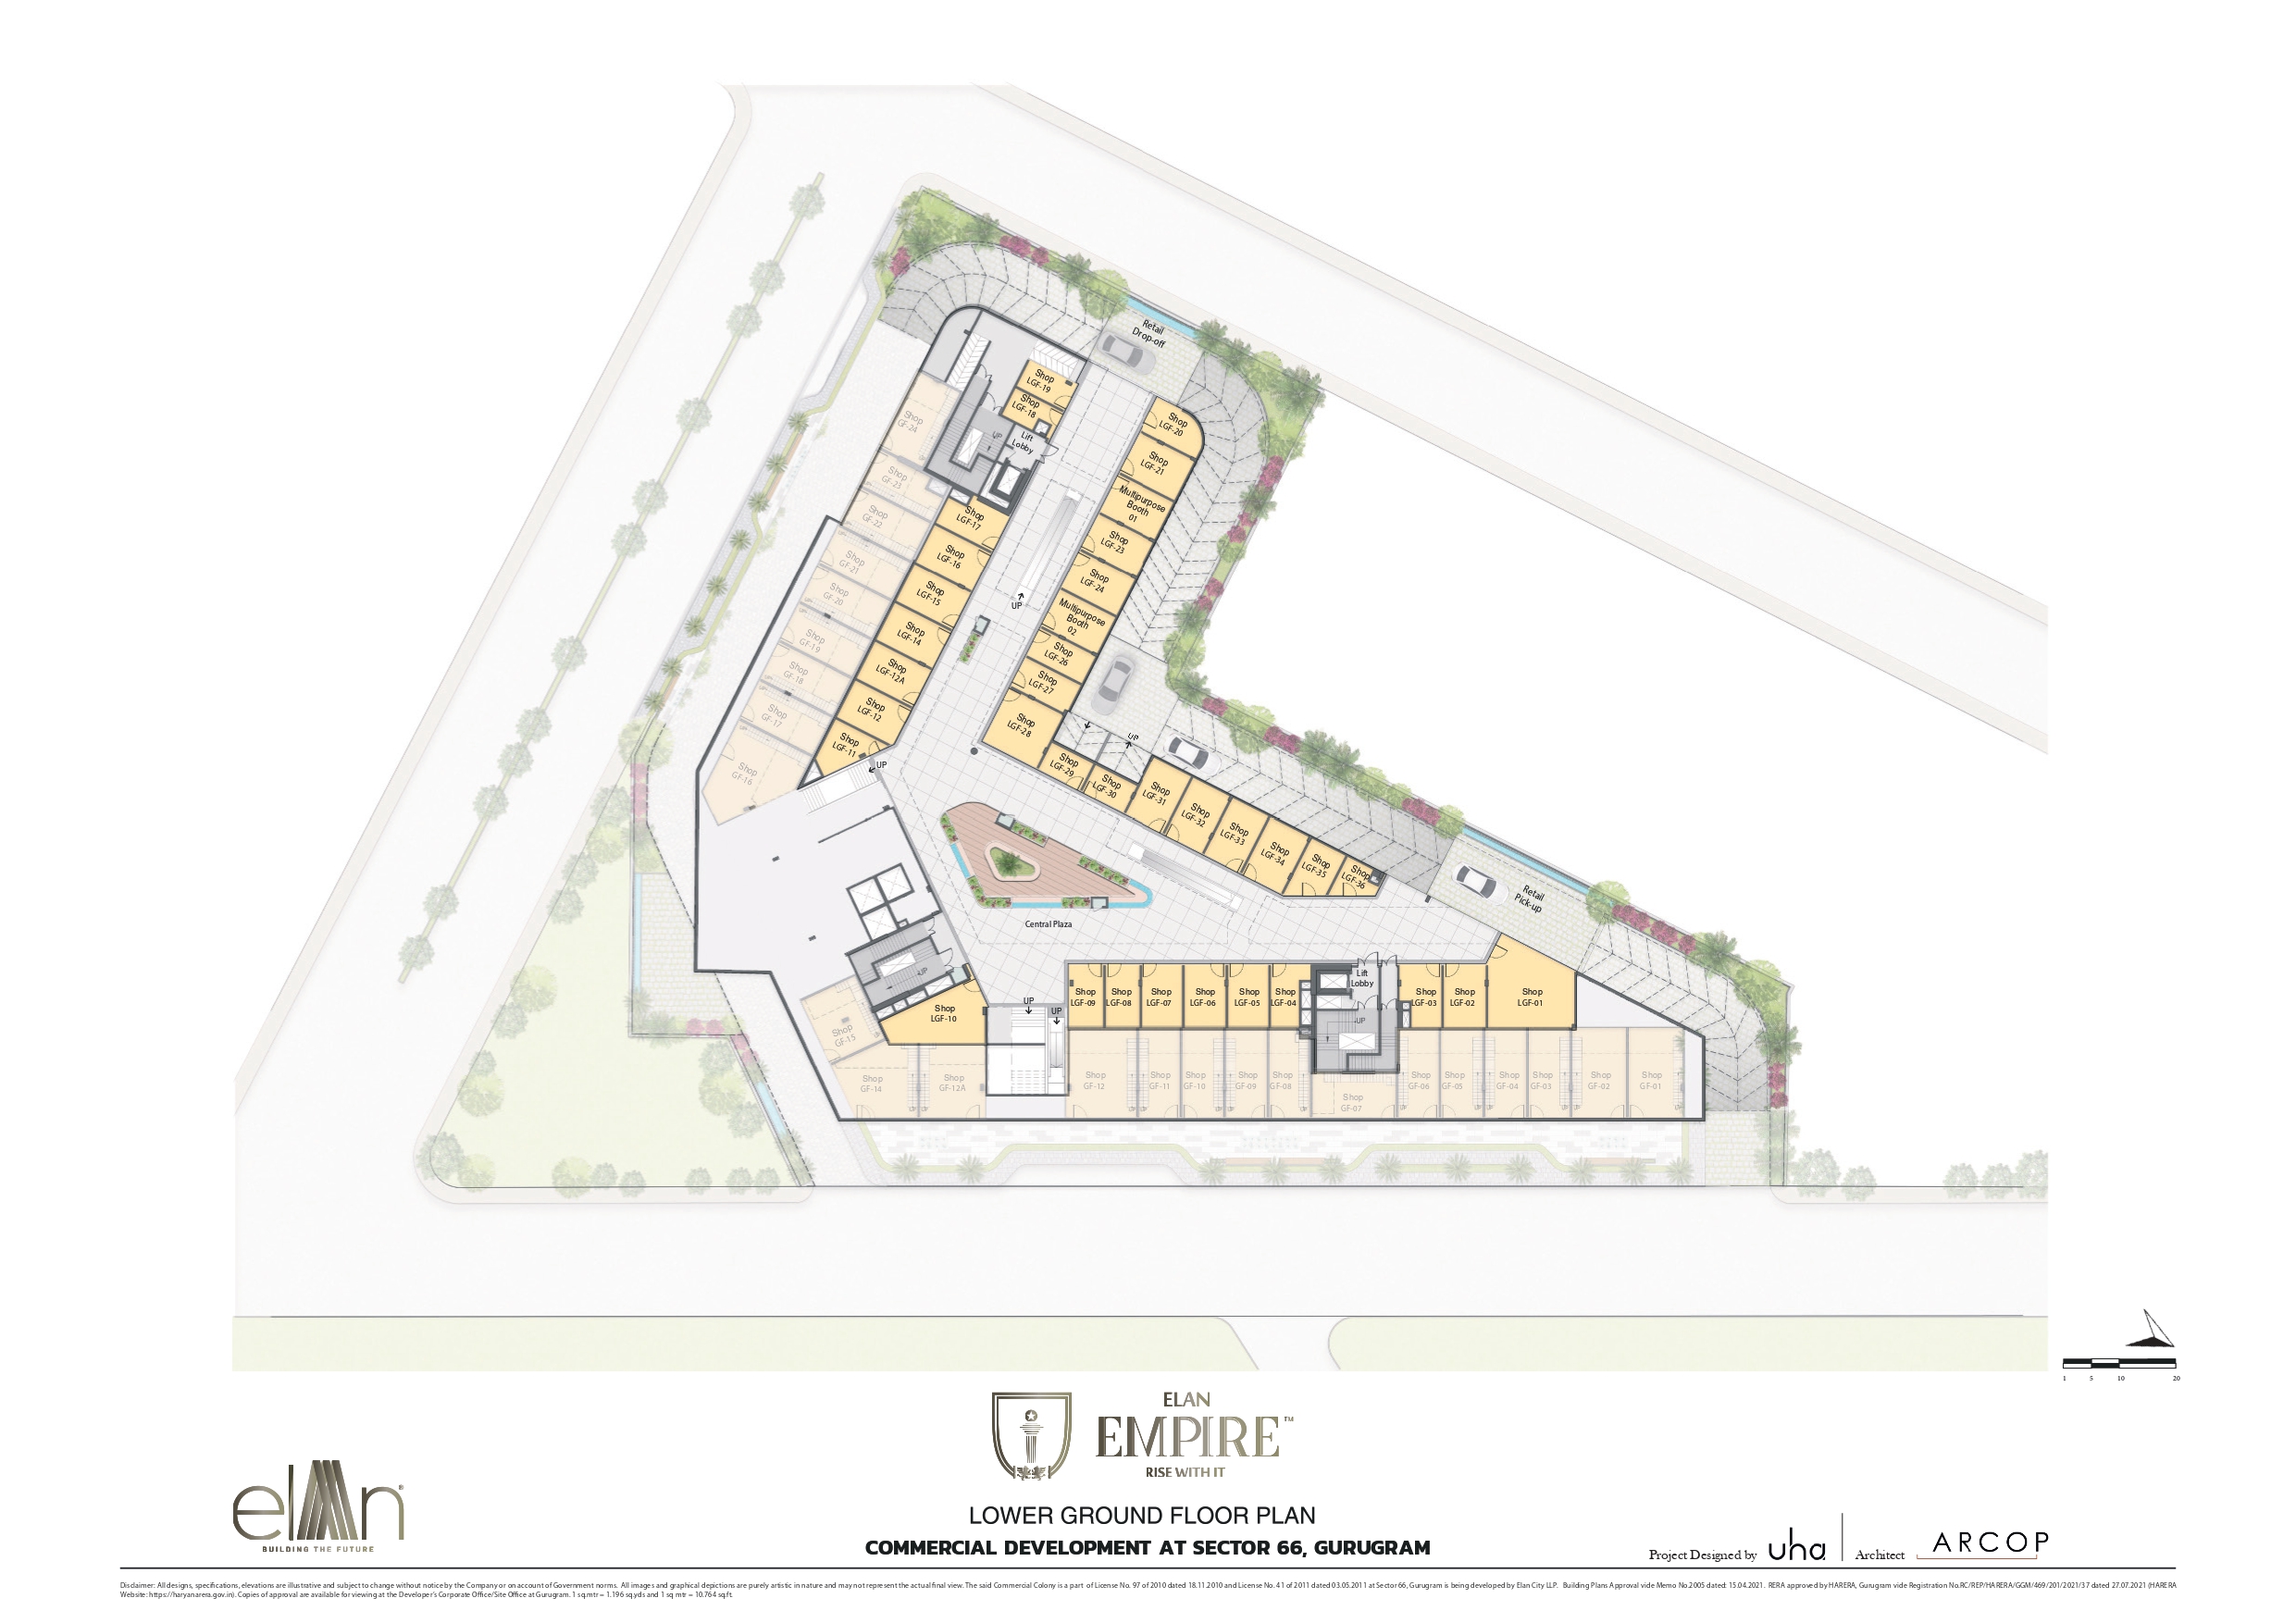 Retail
Drop-off
Shop
LGF-19
Shop
LGF-18
UP
Lift
Lobby
Shop
GF-24
Shop
LGF-20
Shop
LGF-21
Shop
GF-23
Multipurpose
Booth
01
Shop
LGF-17
Shop
GF-22
Shop
LGF-23
Shop
LGF-16
Shop
GF-21
Shop
LGF-24
Shop
LGF-15
Shop
GF-20
UP
Multipurpose
Booth
02
Shop
LGF-14
Shop
GF-19
Shop
LGF-26
Shop
LGF-12A
Shop
GF-18
Shop
LGF-27
Shop
LGF-12
Shop
GF-17
Shop
LGF-28
UP
Shop
LGF-11
Shop
GF-16
UP
Shop
LGF-29
Shop
LGF-30
Shop
LGF-31
Shop
LGF-32
Shop
LGF-33
Shop
LGF-34
Shop
LGF-35
Shop
LGF-36
Retail
Pick-up
Central Plaza
UP
Lift
Lobby
UP
UP
Shop
LGF-10
Shop
LGF-09
Shop
LGF-08
Shop
LGF-07
Shop
LGF-06
Shop
LGF-05
Shop
LGF-04
UP
Shop
LGF-03
Shop
LGF-02
Shop
LGF-01
Shop
GF-15
Shop
GF-14
Shop
GF-12A
Shop
GF-12
Shop
GF-11
Shop
GF-10
Shop
GF-09
Shop
GF-08
Shop
GF-07
Shop
GF-06
Shop
GF-05
Shop
GF-04
Shop
GF-03
Shop
GF-02
Shop
GF-01
1 5 10 20
ELAN
EMPIRE™
RISE WITH IT
elan®
BUILDING THE FUTURE
LOWER GROUND FLOOR PLAN
COMMERCIAL DEVELOPMENT AT SECTOR 66, GURUGRAM
Project Designed by uha Architect ARCOP
Disclaimer: All designs, specifications, elevations are illustrative and subject to change without notice by the Company or on account of Government norms. All images and graphical depictions are purely artistic in nature and may not represent the actual final view. The said Commercial Colony is a part of License No. 97 of 2010 dated 18.11.2010 and License No. 41 of 2011 dated 03.05.2011 at Sector 66, Gurugram is being developed by Elan City LLP. Building Plans Approval vide Memo No.2005 dated: 15.04.2021. RERA approved by HARERA, Gurugram vide Registration No.RC/REP/HARERA/GGM/469/201/2021/37 dated 27.07.2021 (HARERA
Website: https://haryanarera.gov.in). Copies of approval are available for viewing at the Developer's Corporate Office/Site Office at Gurugram. 1 sq.mtr = 1.196 sq.yds and 1 sq mtr = 10.764 sq.ft.